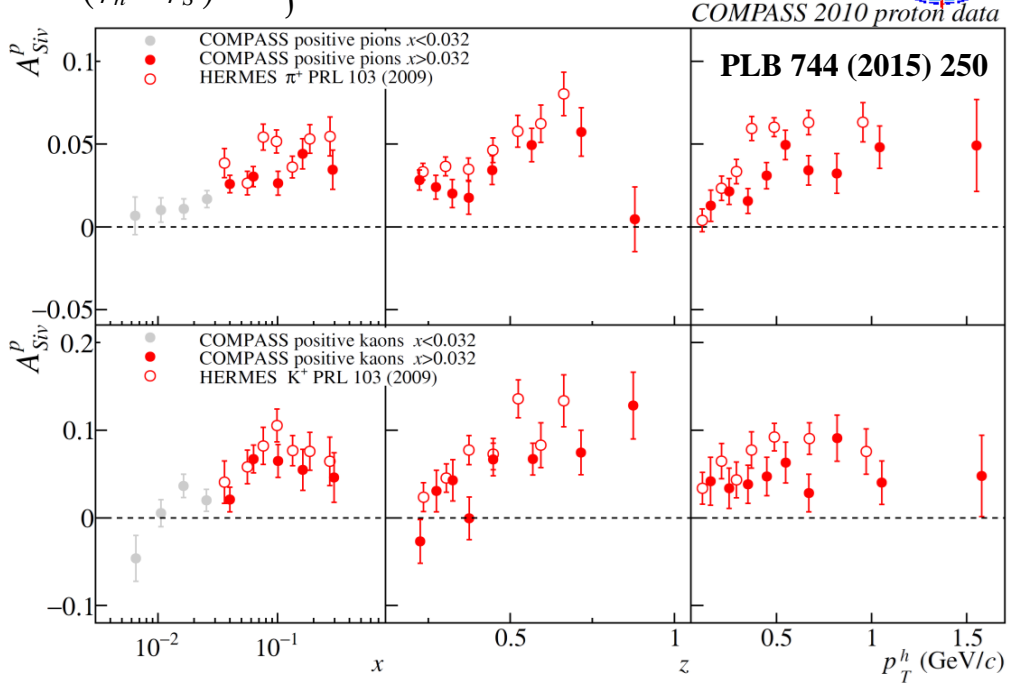 COMPASS 2010 proton data
A^p_Siv
0.1
0.05
0
−0.05
COMPASS positive pions x<0.032
COMPASS positive pions x>0.032
HERMES π⁺ PRL 103 (2009)
PLB 744 (2015) 250
A^p_Siv
0.2
0.1
0
−0.1
COMPASS positive kaons x<0.032
COMPASS positive kaons x>0.032
HERMES K⁺ PRL 103 (2009)
10⁻² 10⁻¹
x
0.5 1
z
0.5 1 1.5
p_T^h (GeV/c)